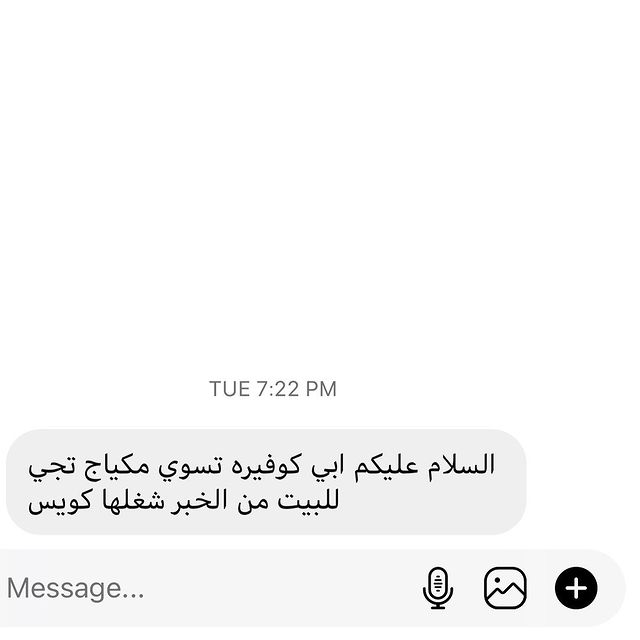 TUE 7:22 PM
السلام عليكم ابي كوفيره تسوي مكياج تجي
للبيت من الخبر شغلها كويس
Message...